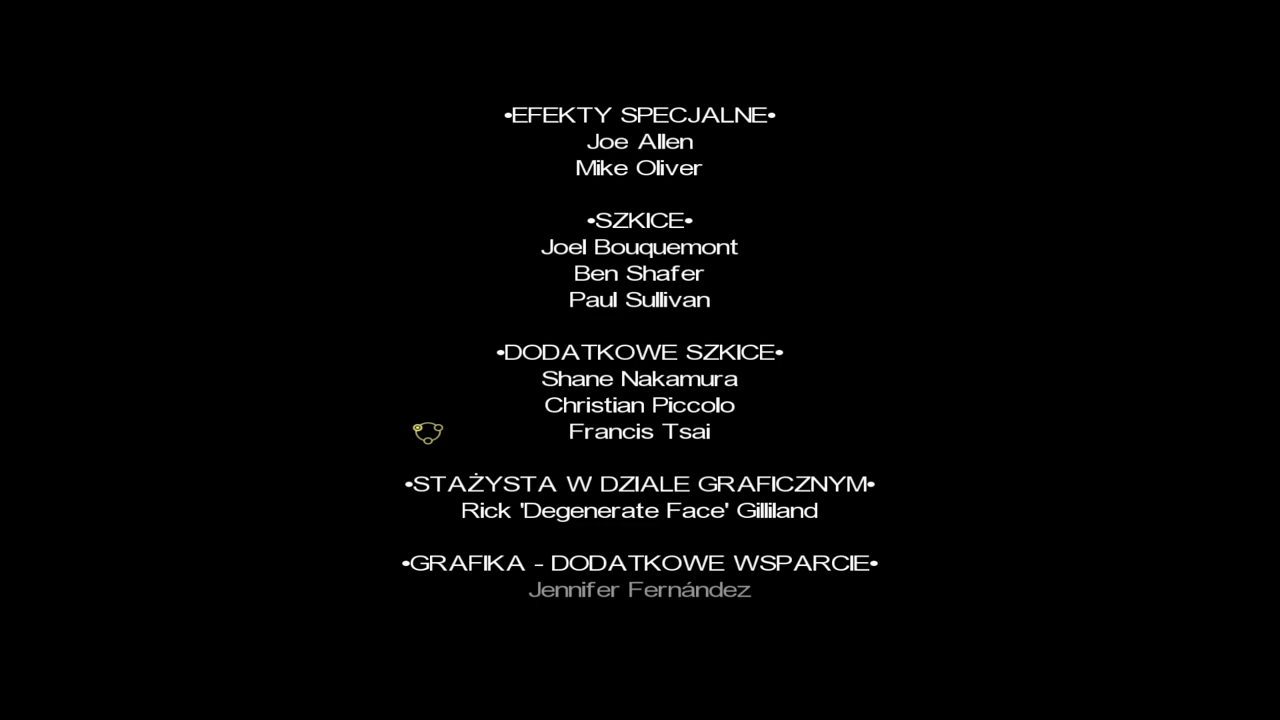 •EFEKTY SPECJALNE•
Joe Allen
Mike Oliver
•SZKICE•
Joel Bouquemont
Ben Shafer
Paul Sullivan
•DODATKOWE SZKICE•
Shane Nakamura
Christian Piccolo
Francis Tsai
•STAŻYSTA W DZIALE GRAFICZNYM•
Rick 'Degenerate Face' Gilliland
•GRAFIKA - DODATKOWE WSPARCIE•
Jennifer Fernández